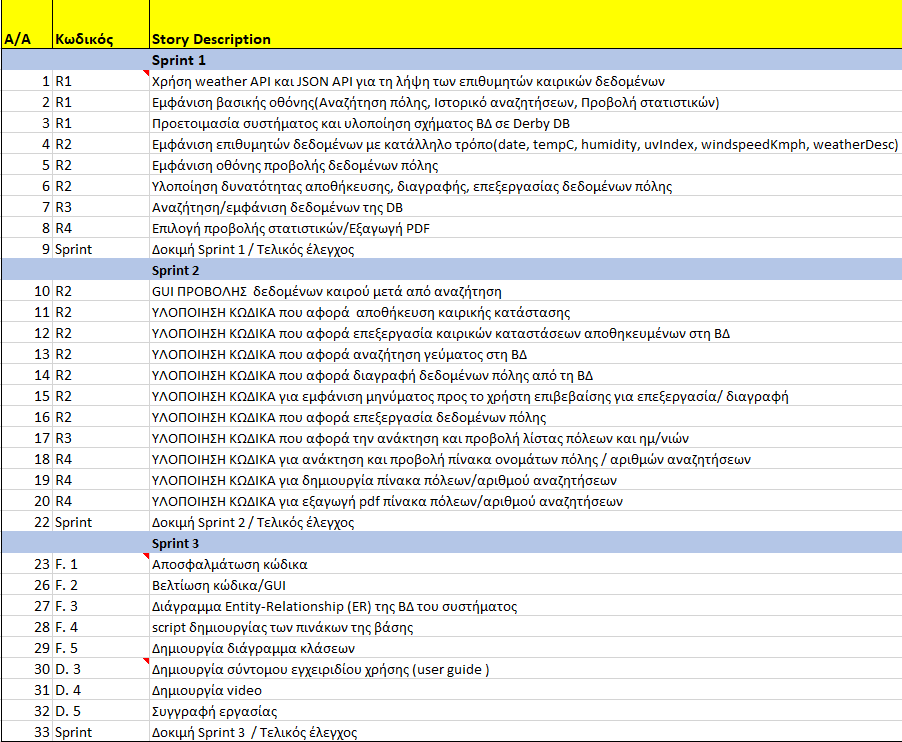 Α/Α Κωδικός Story Description
Sprint 1
1 R1 Χρήση weather API και JSON API για τη λήψη των επιθυμητών καιρικών δεδομένων
2 R1 Εμφάνιση βασικής οθόνης(Αναζήτηση πόλης, Ιστορικό αναζητήσεων, Προβολή στατιστικών)
3 R1 Προετοιμασία συστήματος και υλοποίηση σχήματος ΒΔ σε Derby DB
4 R2 Εμφάνιση επιθυμητών δεδομένων με κατάλληλο τρόπο(date, tempC, humidity, uvIndex, windspeedKmph, weatherDesc)
5 R2 Εμφάνιση οθόνης προβολής δεδομένων πόλης
6 R2 Υλοποίηση δυνατότητας αποθήκευσης, διαγραφής, επεξεργασίας δεδομένων πόλης
7 R3 Αναζήτηση/εμφάνιση δεδομένων της DB
8 R4 Επιλογή προβολής στατιστικών/Εξαγωγή PDF
9 Sprint Δοκιμή Sprint 1 / Τελικός έλεγχος
Sprint 2
10 R2 GUI ΠΡΟΒΟΛΗΣ δεδομένων καιρού μετά από αναζήτηση
11 R2 ΥΛΟΠΟΙΗΣΗ ΚΩΔΙΚΑ που αφορά αποθήκευση καιρικής κατάστασης
12 R2 ΥΛΟΠΟΙΗΣΗ ΚΩΔΙΚΑ που αφορά επεξεργασία καιρικών καταστάσεων αποθηκευμένων στη ΒΔ
13 R2 ΥΛΟΠΟΙΗΣΗ ΚΩΔΙΚΑ που αφορά αναζήτηση γεύματος στη ΒΔ
14 R2 ΥΛΟΠΟΙΗΣΗ ΚΩΔΙΚΑ που αφορά διαγραφή δεδομένων πόλης από τη ΒΔ
15 R2 ΥΛΟΠΟΙΗΣΗ ΚΩΔΙΚΑ για εμφάνιση μηνύματος προς το χρήστη επιβεβαίσης για επεξεργασία/ διαγραφή
16 R2 ΥΛΟΠΟΙΗΣΗ ΚΩΔΙΚΑ που αφορά επεξεργασία δεδομένων πόλης
17 R3 ΥΛΟΠΟΙΗΣΗ ΚΩΔΙΚΑ που αφορά την ανάκτηση και προβολή λίστας πόλεων και ημ/νιών
18 R4 ΥΛΟΠΟΙΗΣΗ ΚΩΔΙΚΑ για ανάκτηση και προβολή πίνακα ονομάτων πόλης / αριθμών αναζητήσεων
19 R4 ΥΛΟΠΟΙΗΣΗ ΚΩΔΙΚΑ για δημιουργία πίνακα πόλεων/αριθμού αναζητήσεων
20 R4 ΥΛΟΠΟΙΗΣΗ ΚΩΔΙΚΑ για εξαγωγή pdf πίνακα πόλεων/αριθμού αναζητήσεων
22 Sprint Δοκιμή Sprint 2 / Τελικός έλεγχος
Sprint 3
23 F. 1 Αποσφαλμάτωση κώδικα
26 F. 2 Βελτίωση κώδικα/GUI
27 F. 3 Διάγραμμα Entity-Relationship (ER) της ΒΔ του συστήματος
28 F. 4 script δημιουργίας των πινάκων της βάσης
29 F. 5 Δημιουργία διάγραμμα κλάσεων
30 D. 3 Δημιουργία σύντομου εγχειριδίου χρήσης (user guide )
31 D. 4 Δημιουργία video
32 D. 5 Συγγραφή εργασίας
33 Sprint Δοκιμή Sprint 3 / Τελικός έλεγχος